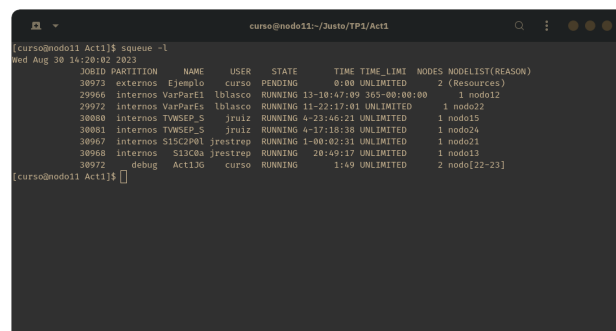 curso@nodo11:~/Justo/TP1/Act1
[curso@nodo11 Act1]$ squeue -l
Wed Aug 30 14:20:02 2023
JOBID PARTITION NAME USER STATE TIME TIME_LIMI NODES NODELIST(REASON)
30973 externos Ejemplo curso PENDING 0:00 UNLIMITED 2 (Resources)
29966 internos VarParE1 lblasco RUNNING 13-10:47:09 365-00:00:00 1 nodo12
29972 internos VarParEs lblasco RUNNING 11-22:17:01 UNLIMITED 1 nodo22
30080 internos TVWSEP_S jruiz RUNNING 4-23:46:21 UNLIMITED 1 nodo15
30081 internos TVWSEP_S jruiz RUNNING 4-17:18:38 UNLIMITED 1 nodo24
30967 internos S15C2P0l jrestrep RUNNING 1-00:02:31 UNLIMITED 1 nodo21
30968 internos S13C0a jrestrep RUNNING 20:49:17 UNLIMITED 1 nodo13
30972 debug Act1JG curso RUNNING 1:49 UNLIMITED 2 nodo[22-23]
[curso@nodo11 Act1]$